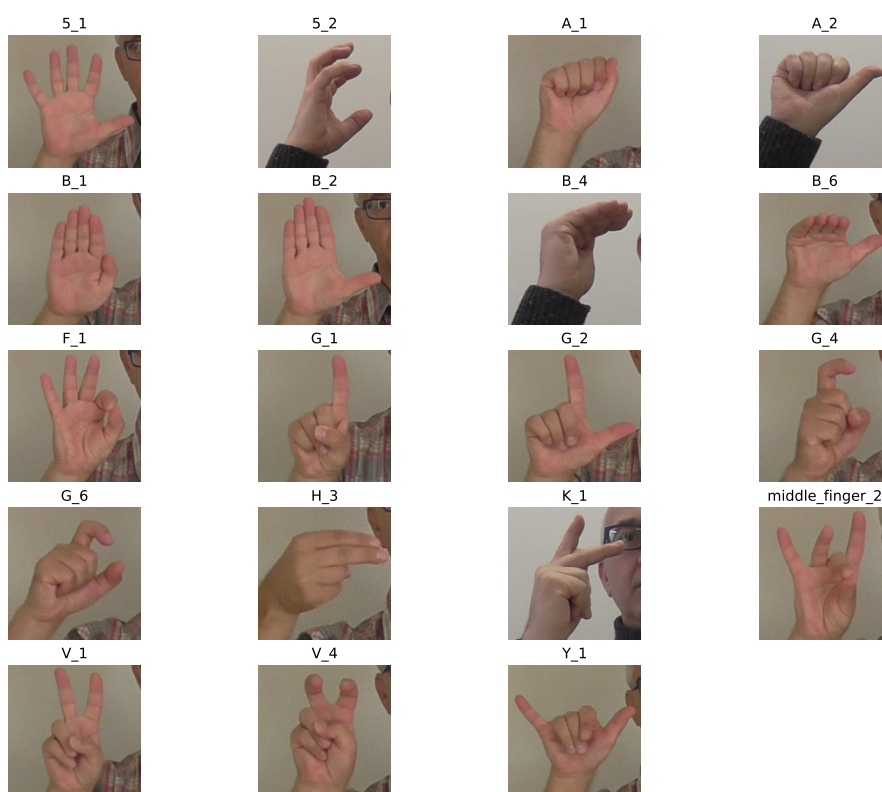 5_1 5_2 A_1 A_2
B_1 B_2 B_4 B_6
F_1 G_1 G_2 G_4
G_6 H_3 K_1 middle_finger_2
V_1 V_4 Y_1